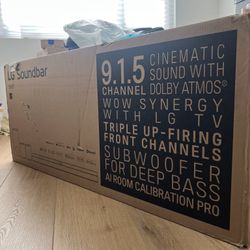 LG Soundbar
9.1.5
CHANNEL
CINEMATIC
SOUND WITH
DOLBY ATMOS®
WOW SYNERGY
WITH LG TV
TRIPLE UP-FIRING
FRONT CHANNELS
SUBWOOFER
FOR DEEP BASS
AI ROOM CALIBRATION PRO